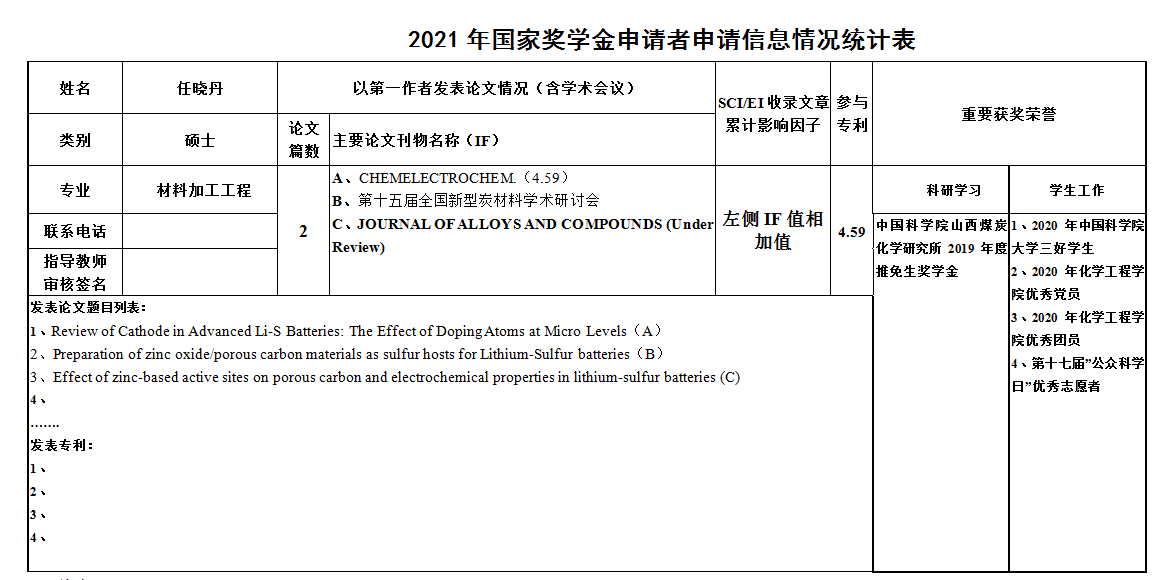 2021 年国家奖学金申请者申请信息情况统计表
姓名
任晓丹
以第一作者发表论文情况（含学术会议）
SCI/EI 收录文章
累计影响因子
参与
专利
重要获奖荣誉
类别
硕士
论文
篇数
主要论文刊物名称（IF）
专业
材料加工工程
2
A、CHEMELECTROCHEM.（4.59）
B、第十五届全国新型炭材料学术研讨会
C、JOURNAL OF ALLOYS AND COMPOUNDS (Under
Review)
左侧 IF 值相
加值
4.59
科研学习
学生工作
联系电话
指导教师
审核签名
中国科学院山西煤炭
化学研究所 2019 年度
推免生奖学金
1、2020 年中国科学院
大学三好学生
2、2020 年化学工程学
院优秀党员
3、2020 年化学工程学
院优秀团员
4、第十七届"公众科学
日"优秀志愿者
发表论文题目列表：
1、Review of Cathode in Advanced Li-S Batteries: The Effect of Doping Atoms at Micro Levels（A）
2、Preparation of zinc oxide/porous carbon materials as sulfur hosts for Lithium-Sulfur batteries（B）
3、Effect of zinc-based active sites on porous carbon and electrochemical properties in lithium-sulfur batteries (C)
4、
…….
发表专利：
1、
2、
3、
4、